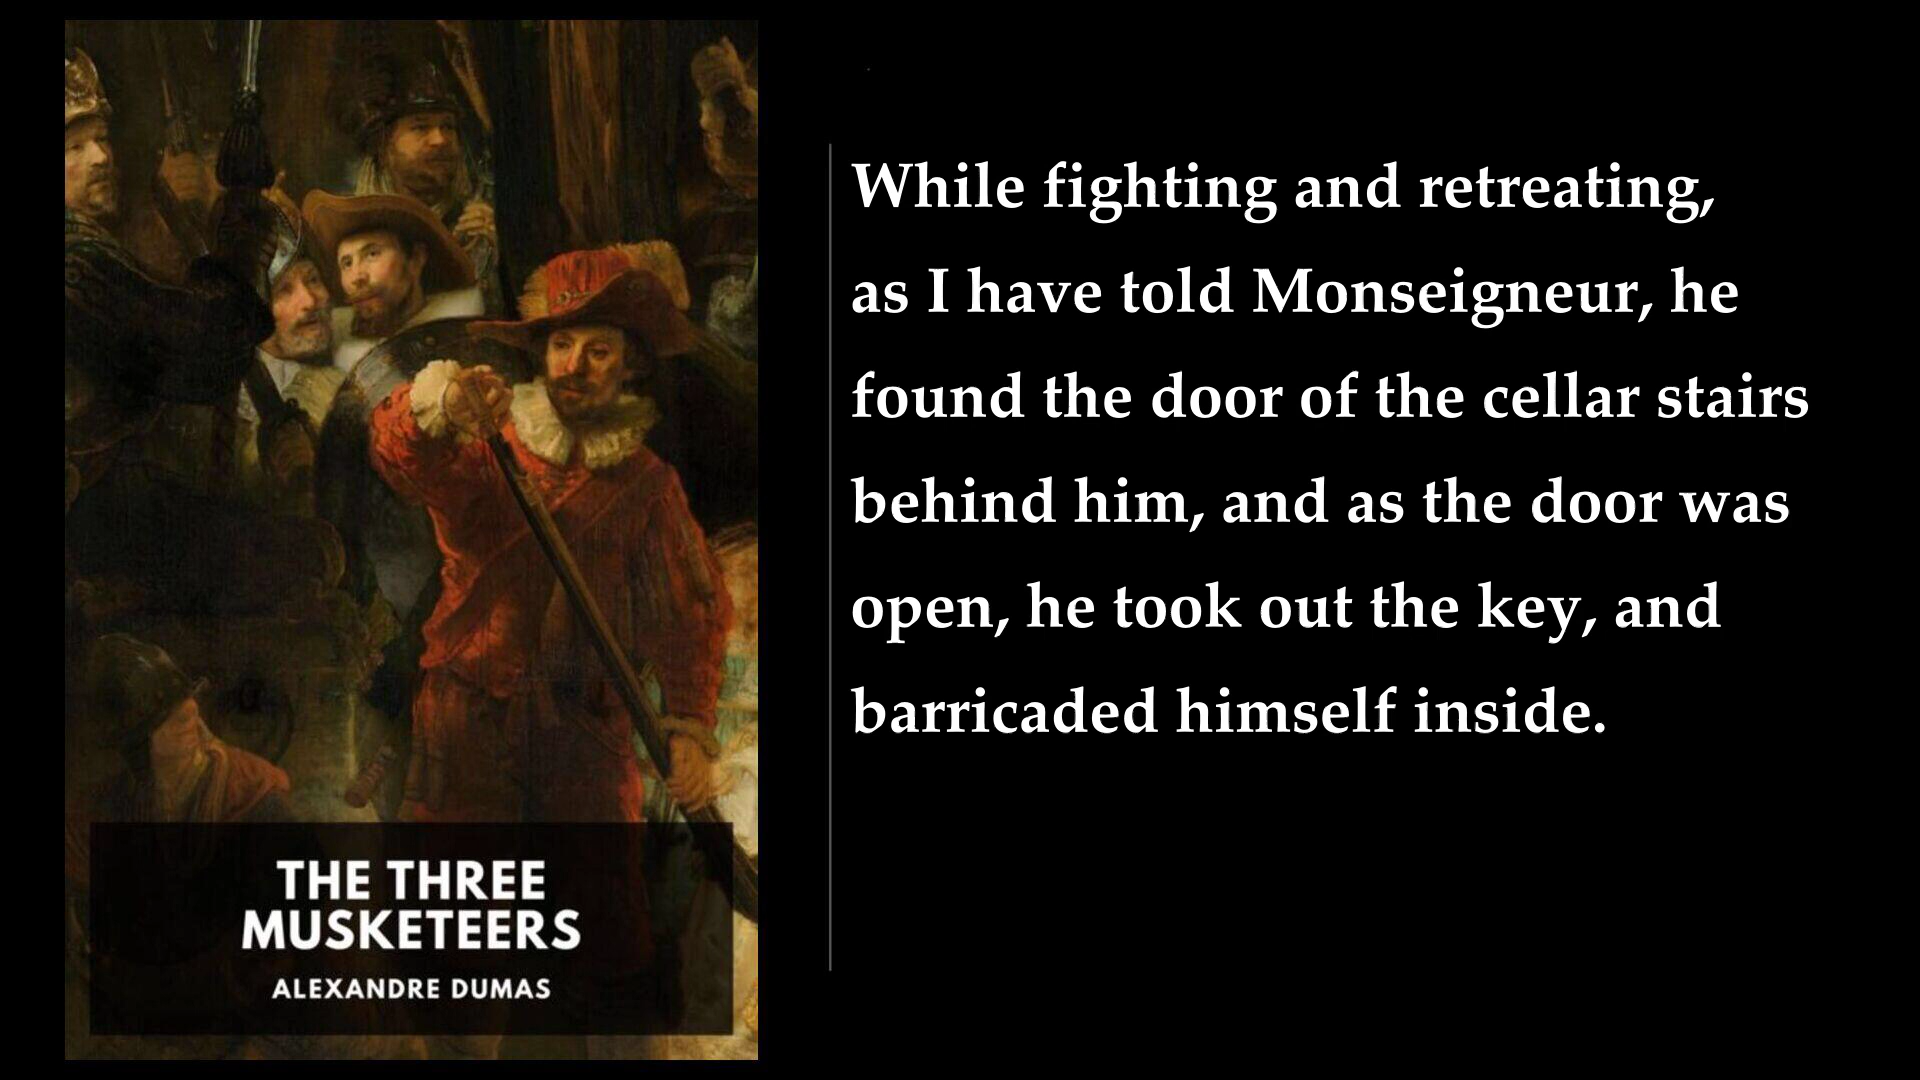 While fighting and retreating,
as I have told Monseigneur, he
found the door of the cellar stairs
behind him, and as the door was
open, he took out the key, and
barricaded himself inside.
THE THREE
MUSKETEERS
ALEXANDRE DUMAS